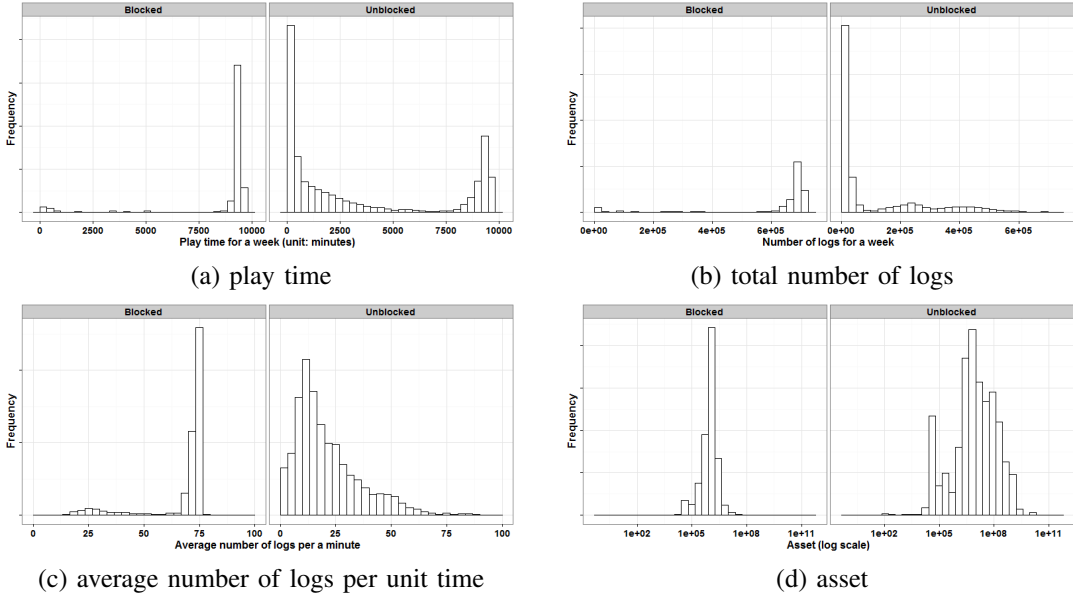 Blocked
Unblocked
Frequency
0 2500 5000 7500 10000 0 2500 5000 7500 10000
Play time for a week (unit: minutes)
(a) play time
Blocked
Unblocked
Frequency
0e+00 2e+05 4e+05 6e+05 0e+00 2e+05 4e+05 6e+05
Number of logs for a week
(b) total number of logs
Blocked
Unblocked
Frequency
0 25 50 75 100 0 25 50 75 100
Average number of logs per a minute
(c) average number of logs per unit time
Blocked
Unblocked
Frequency
1e+02 1e+05 1e+08 1e+11 1e+02 1e+05 1e+08 1e+11
Asset (log scale)
(d) asset